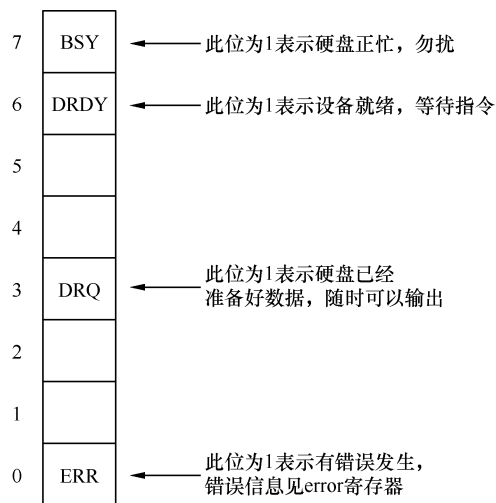 7 BSY 此位为1表示硬盘正忙，勿扰
6 DRDY 此位为1表示设备就绪，等待指令
5
4
3 DRQ 此位为1表示硬盘已经
准备好数据，随时可以输出
2
1
0 ERR 此位为1表示有错误发生，
错误信息见error寄存器